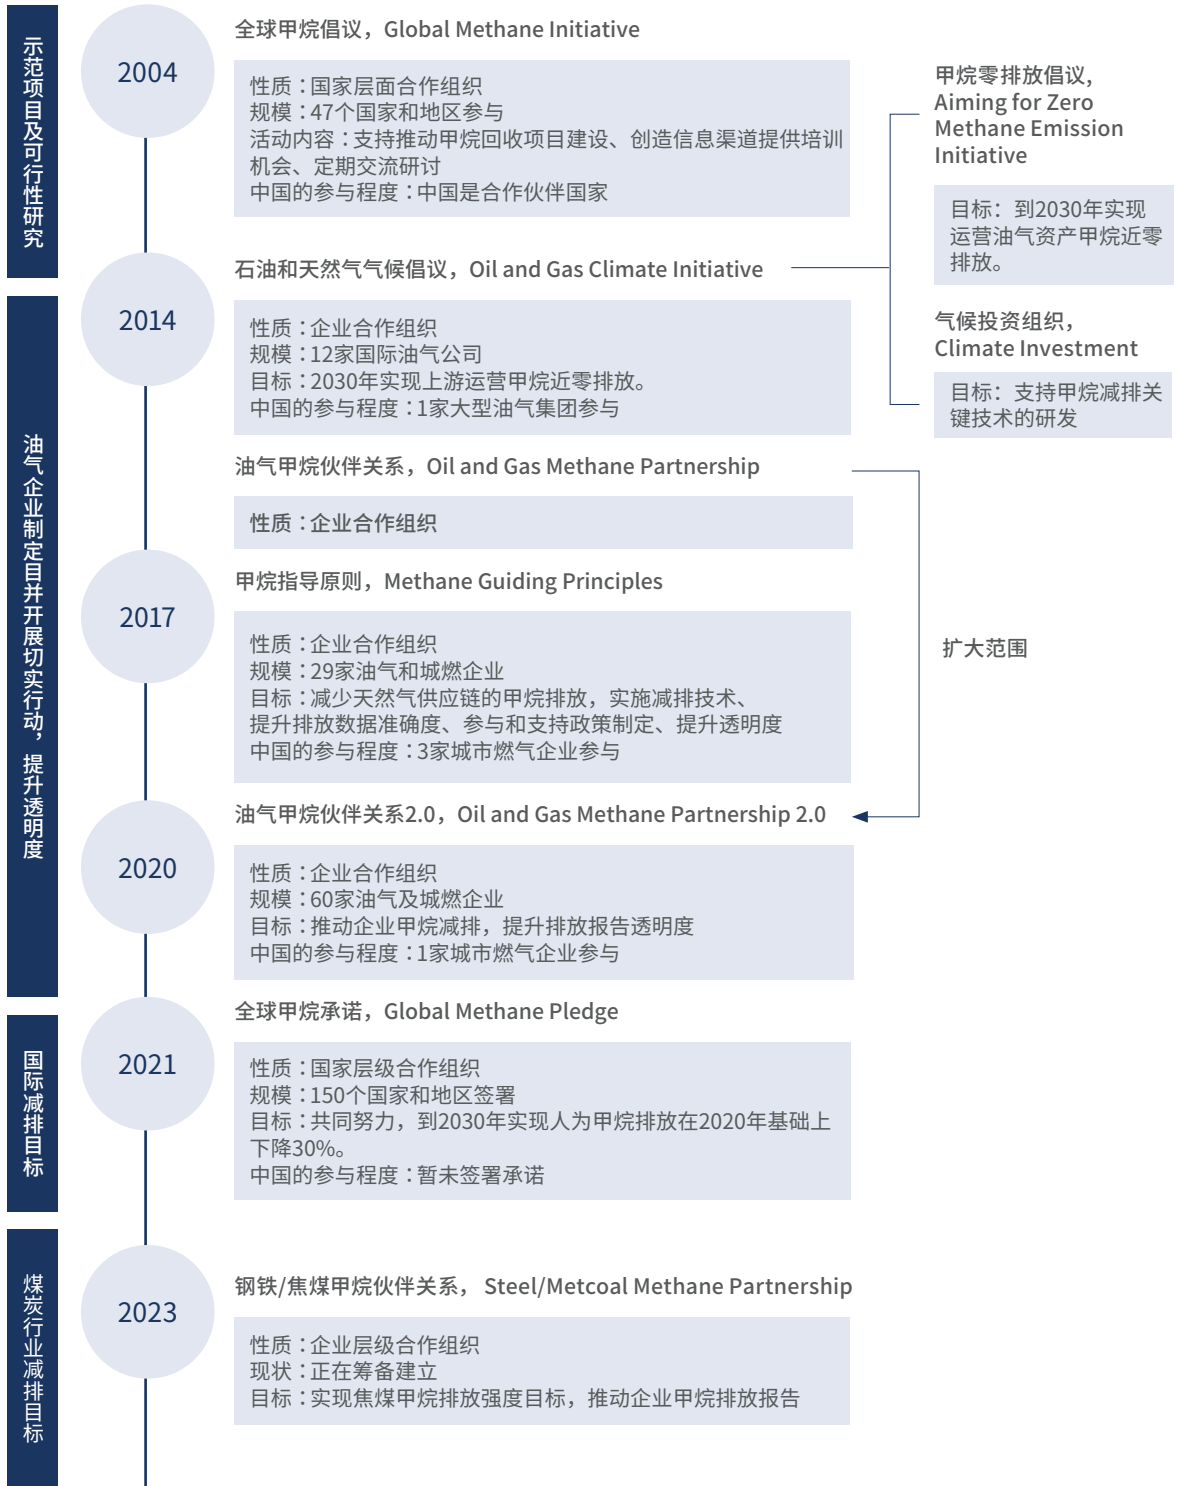 示范项目及可行性研究
2004
全球甲烷倡议，Global Methane Initiative
性质：国家层面合作组织
规模：47个国家和地区参与
活动内容：支持推动甲烷回收项目建设、创造信息渠道提供培训
机会、定期交流研讨
中国的参与程度：中国是合作伙伴国家
油气企业制定目并开展切实行动，提升透明度
2014
石油和天然气气候倡议，Oil and Gas Climate Initiative
性质：企业合作组织
规模：12家国际油气公司
目标：2030年实现上游运营甲烷近零排放。
中国的参与程度：1家大型油气集团参与
甲烷零排放倡议,
Aiming for Zero
Methane Emission
Initiative
目标：到2030年实现
运营油气资产甲烷近零
排放。
气候投资组织，
Climate Investment
目标：支持甲烷减排关
键技术的研发
油气甲烷伙伴关系，Oil and Gas Methane Partnership
性质：企业合作组织
2017
甲烷指导原则，Methane Guiding Principles
性质：企业合作组织
规模：29家油气和城燃企业
目标：减少天然气供应链的甲烷排放，实施减排技术、
提升排放数据准确度、参与和支持政策制定、提升透明度
中国的参与程度：3家城市燃气企业参与
扩大范围
2020
油气甲烷伙伴关系2.0，Oil and Gas Methane Partnership 2.0
性质：企业合作组织
规模：60家油气及城燃企业
目标：推动企业甲烷减排，提升排放报告透明度
中国的参与程度：1家城市燃气企业参与
国际减排目标
2021
全球甲烷承诺，Global Methane Pledge
性质：国家层级合作组织
规模：150个国家和地区签署
目标：共同努力，到2030年实现人为甲烷排放在2020年基础上
下降30%。
中国的参与程度：暂未签署承诺
煤炭行业减排目标
2023
钢铁/焦煤甲烷伙伴关系， Steel/Metcoal Methane Partnership
性质：企业层级合作组织
现状：正在筹备建立
目标：实现焦煤甲烷排放强度目标，推动企业甲烷排放报告